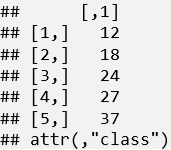 ##      [,1]
## [1,]   12
## [2,]   18
## [3,]   24
## [4,]   27
## [5,]   37
## attr(,"class")